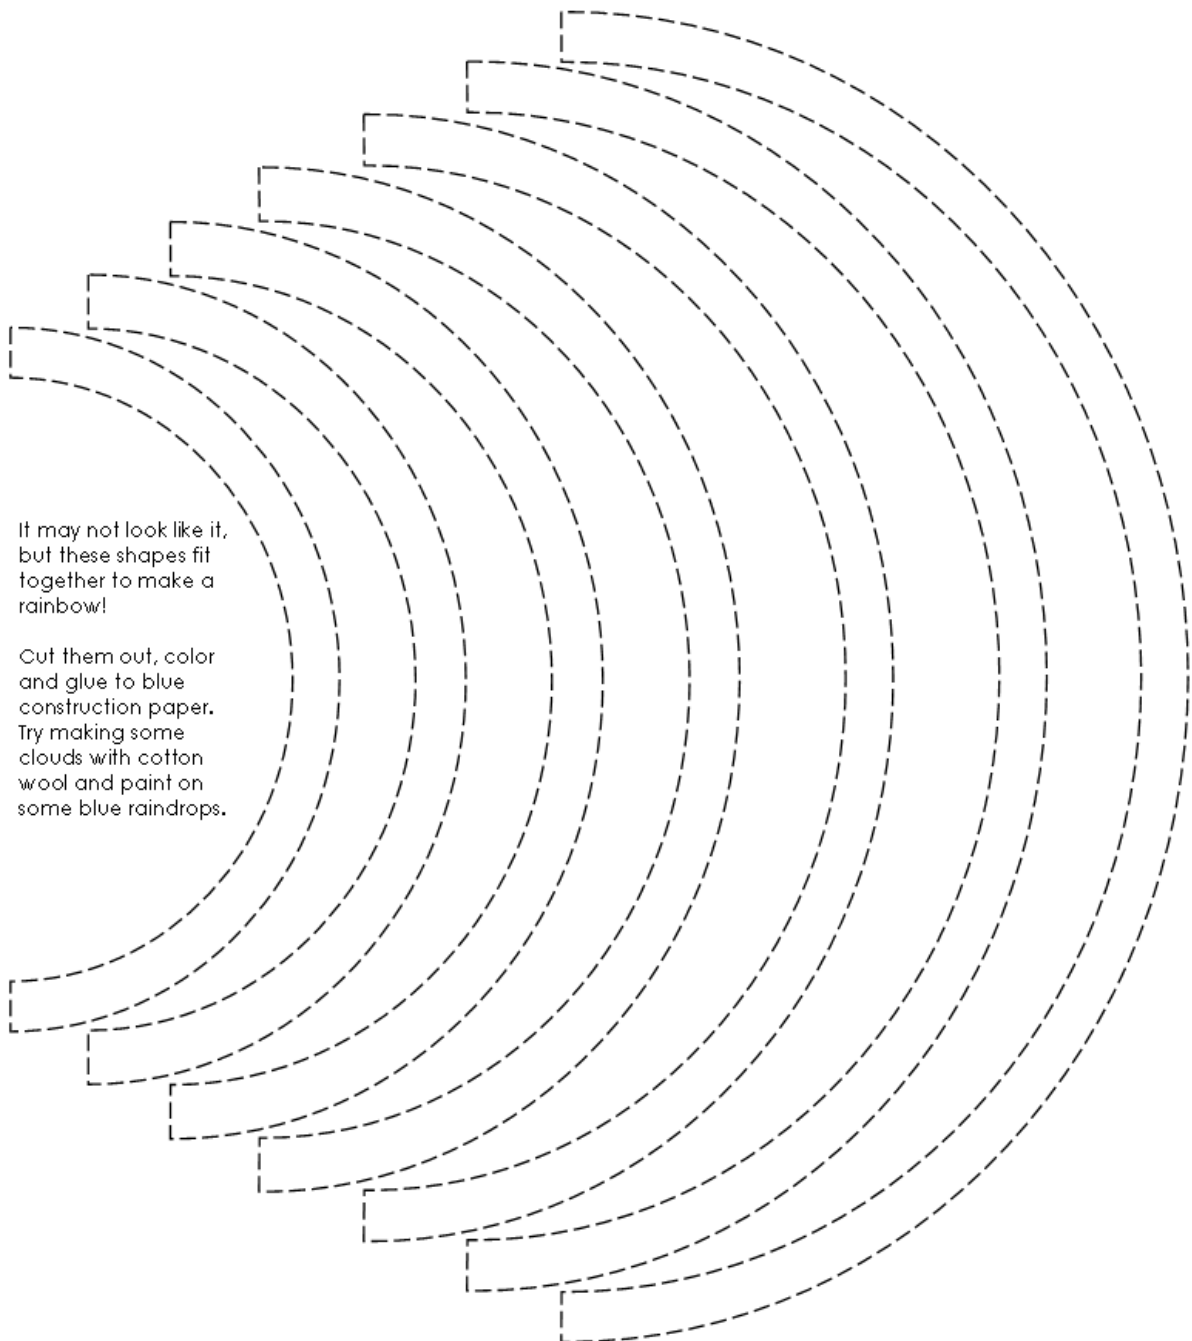 It may not look like it,
but these shapes fit
together to make a
rainbow!
Cut them out, color
and glue to blue
construction paper.
Try making some
clouds with cotton
wool and paint on
some blue raindrops.